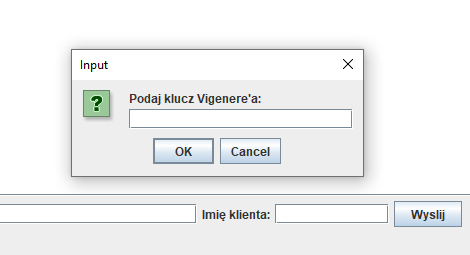 Input
?
Podaj klucz Vigenere'a:
OK Cancel
Imię klienta: Wyslij